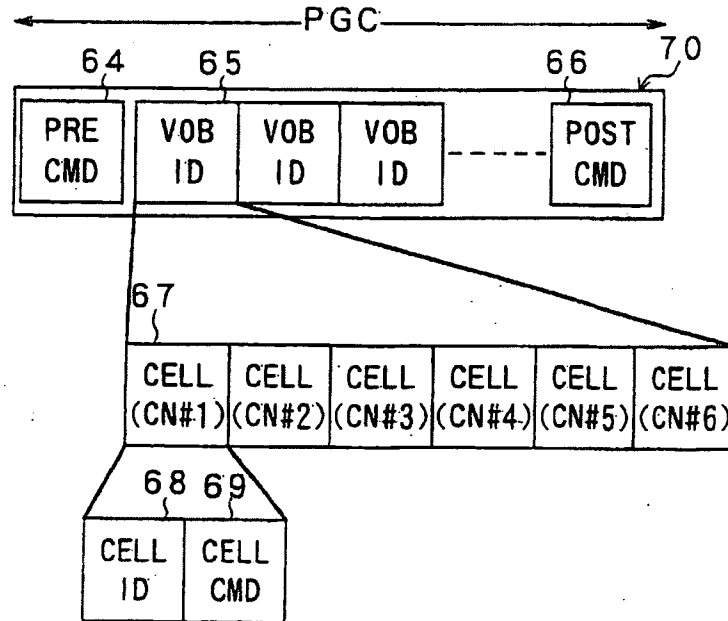 PGC
64 65 66 70
PRE CMD VOB ID VOB ID VOB ID POST CMD
67
CELL (CN#1) CELL (CN#2) CELL (CN#3) CELL (CN#4) CELL (CN#5) CELL (CN#6)
68 69
CELL ID CELL CMD